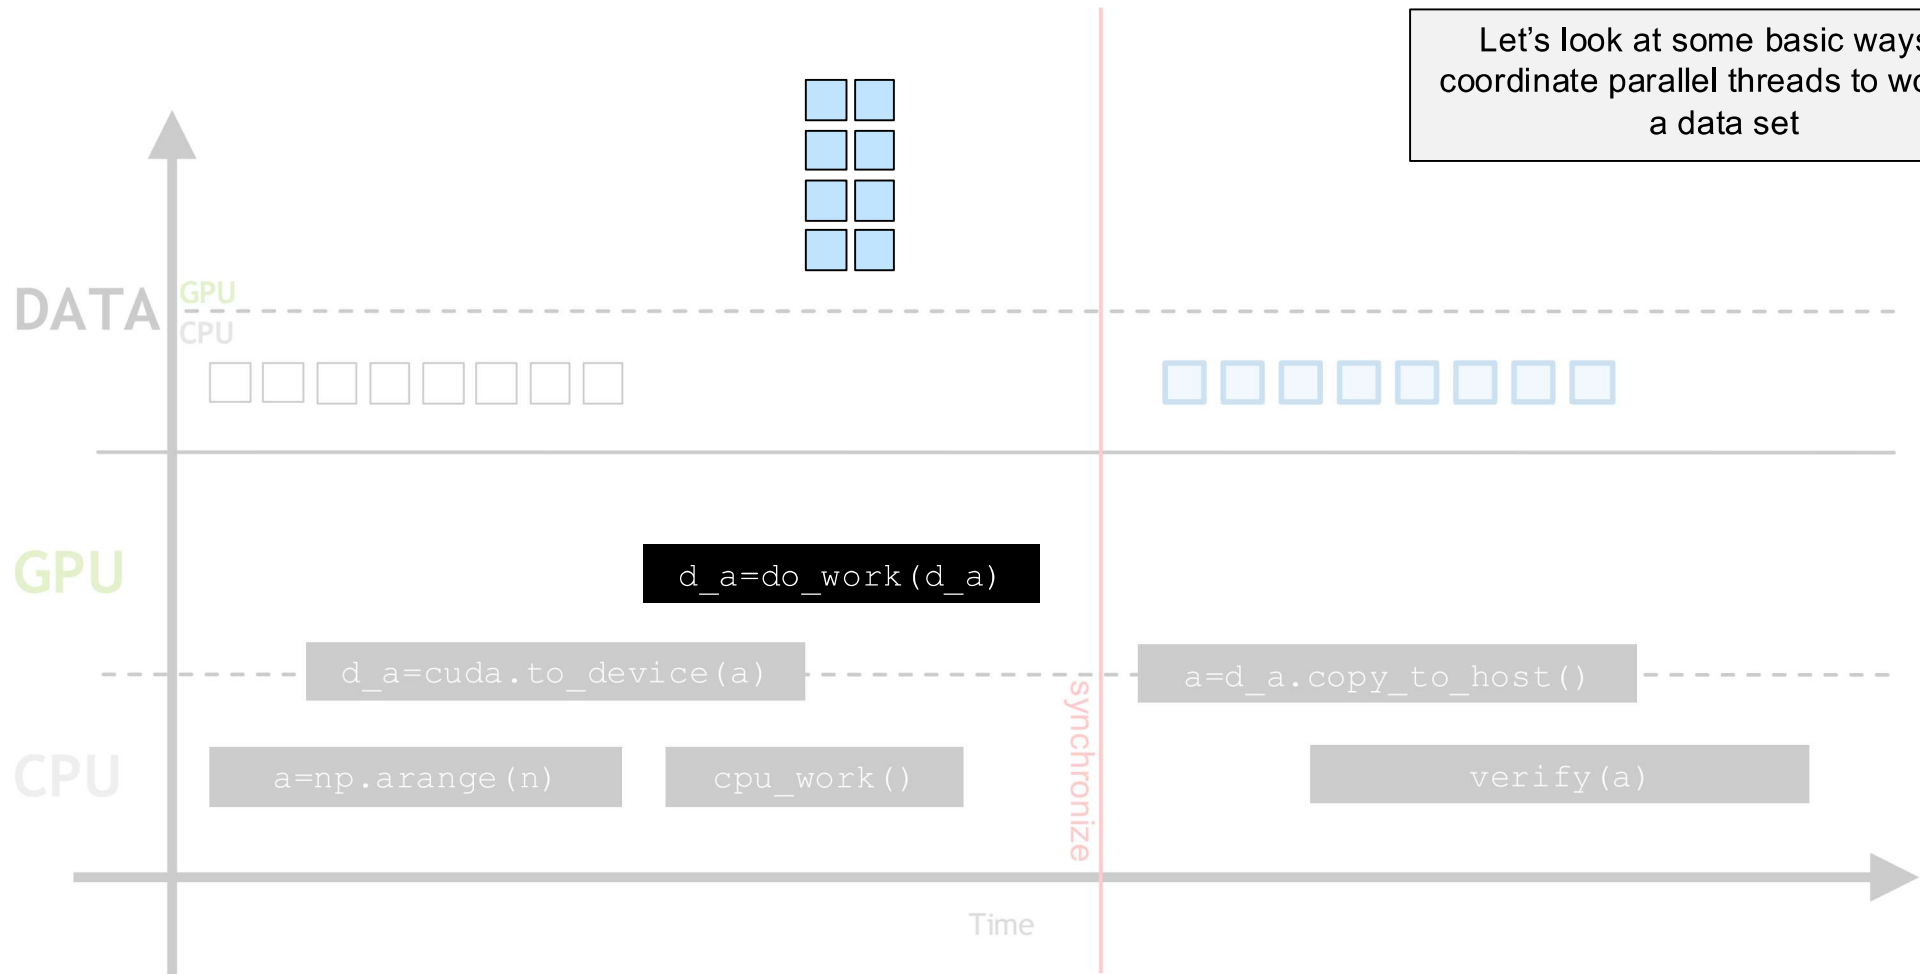 Let's look at some basic ways
coordinate parallel threads to
a data set
DATA
GPU
CPU
GPU
d_a=do_work(d_a)
d_a=cuda.to_device(a)
a=d_a.copy_to_host()
synchronize
CPU
a=np.arange(n)
cpu_work()
verify(a)
Time